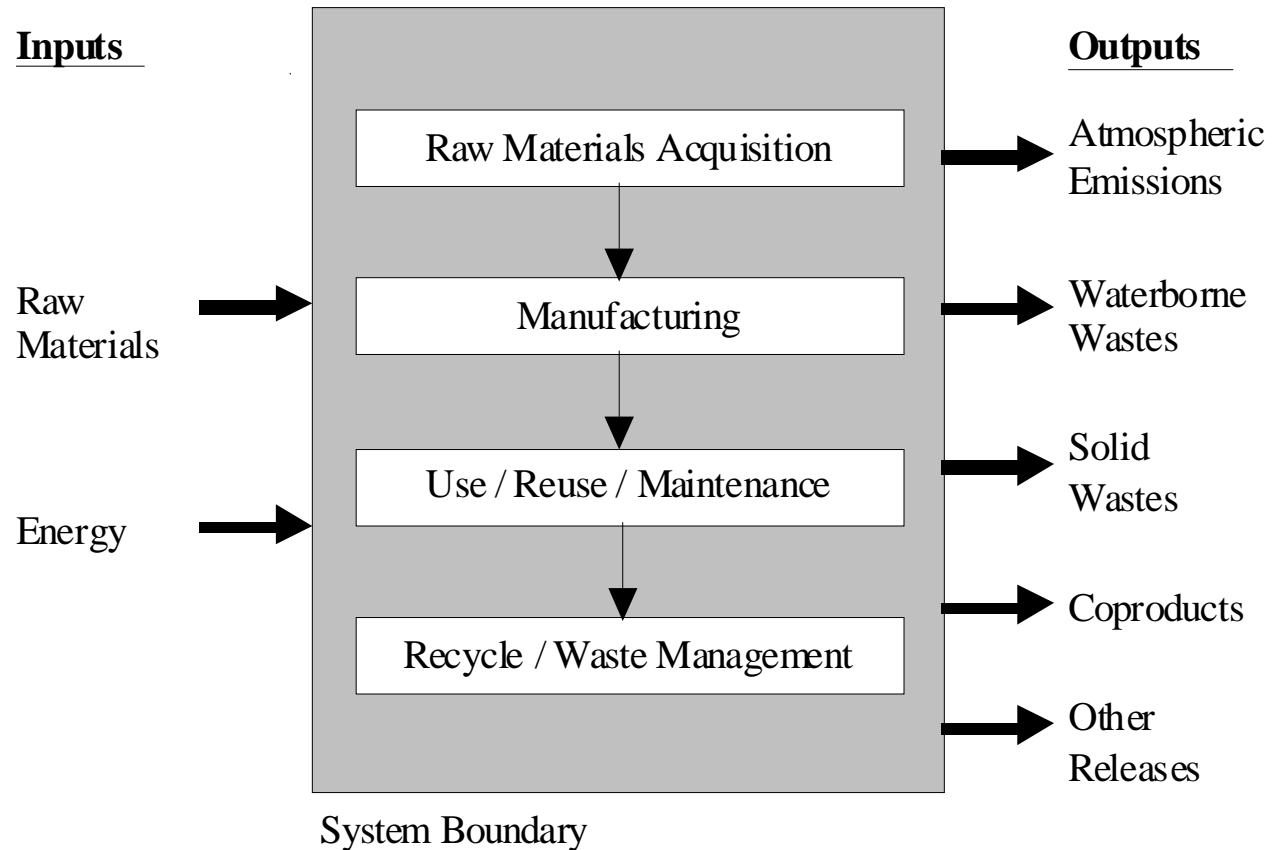 Inputs
Raw
Materials
Energy
Raw Materials Acquisition
Manufacturing
Use / Reuse / Maintenance
Recycle / Waste Management
System Boundary
Outputs
Atmospheric
Emissions
Waterborne
Wastes
Solid
Wastes
Coproducts
Other
Releases